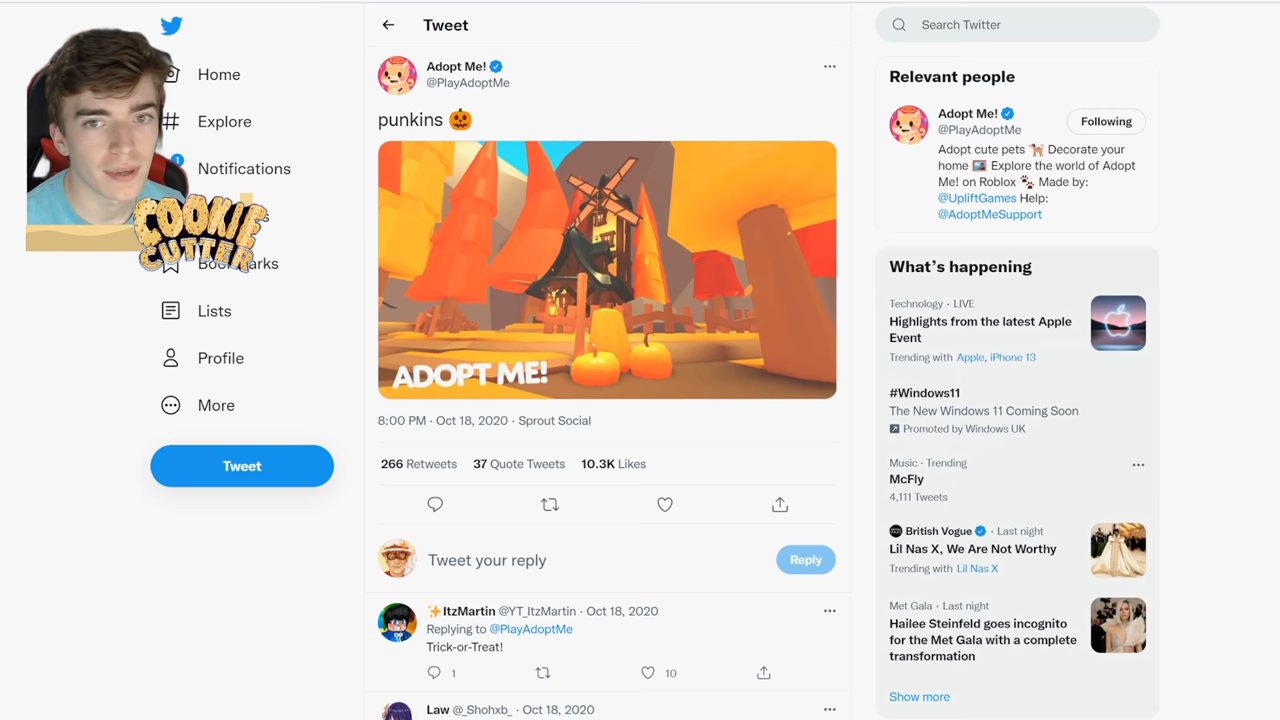 Home
Explore
1
Notifications
COOKIE
CUTTER
Lists
Profile
More
Tweet
Tweet
Adopt Me!
@PlayAdoptMe
punkins 🎃
ADOPT ME!
8:00 PM · Oct 18, 2020 · Sprout Social
266 Retweets 37 Quote Tweets 10.3K Likes
Tweet your reply
Reply
✨ItzMartin @YT_ItzMartin · Oct 18, 2020
Replying to @PlayAdoptMe
Trick-or-Treat!
1 10
Law @_Shohxb_ · Oct 18, 2020
Search Twitter
Relevant people
Adopt Me!
@PlayAdoptMe
Following
Adopt cute pets 🐕 Decorate your
home 🖼 Explore the world of Adopt
Me! on Roblox 🐾 Made by:
@UpliftGames Help:
@AdoptMeSupport
What's happening
Technology · LIVE
Highlights from the latest Apple
Event
Trending with Apple, iPhone 13
#Windows11
The New Windows 11 Coming Soon
Promoted by Windows UK
Music · Trending
McFly
4,111 Tweets
British Vogue · Last night
Lil Nas X, We Are Not Worthy
Trending with Lil Nas X
Met Gala · Last night
Hailee Steinfeld goes incognito
for the Met Gala with a complete
transformation
Show more